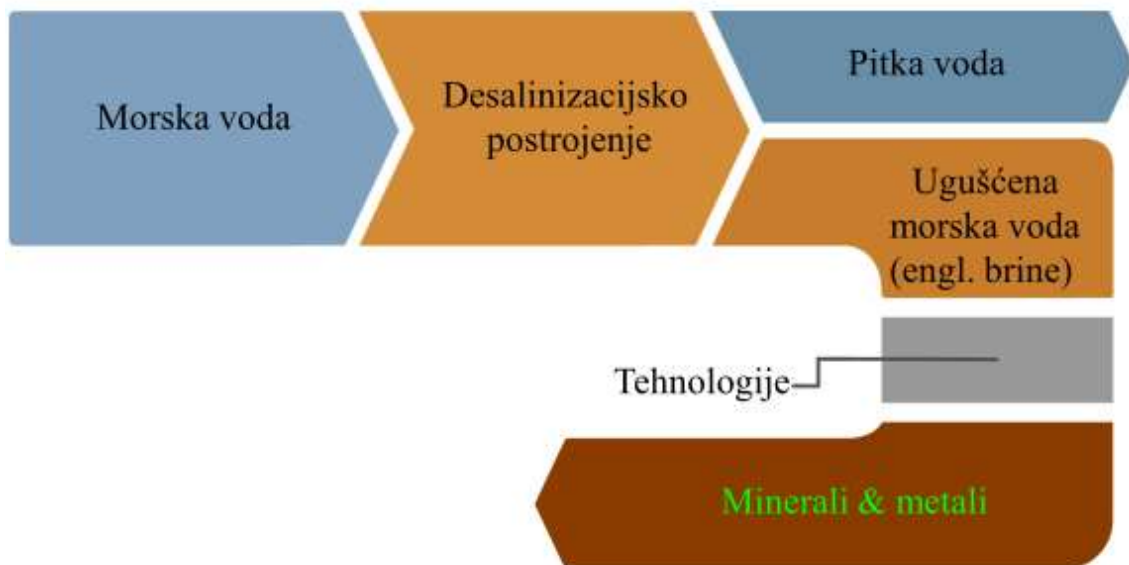 Morska voda
Desalinizacijsko
postrojenje
Pitka voda
Ugušćena
morska voda
(engl. brine)
Tehnologije
Minerali & metali